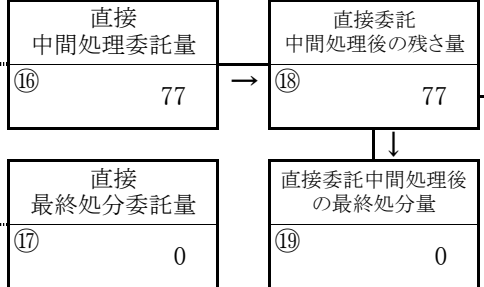 直接
中間処理委託量
⑯
77
→
直接委託
中間処理後の残さ量
⑱
77
↓
直接
最終処分委託量
⑰
0
直接委託中間処理後
の最終処分量
⑲
0